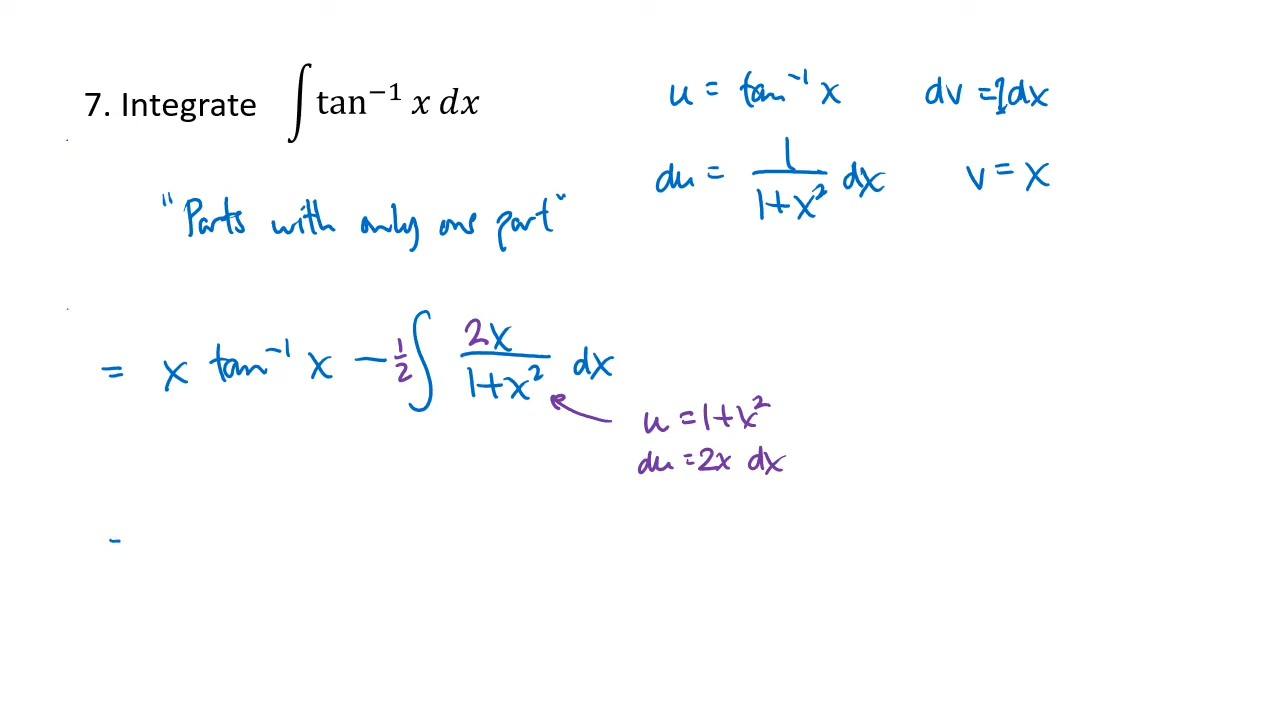 7. Integrate ∫ tan⁻¹ x dx
u = tan⁻¹ x    dv = 1dx
du = 1/(1+x²) dx    v = x
"Parts with only one part"
= x tan⁻¹ x − ½ ∫ 2x/(1+x²) dx
u = 1+x²
du = 2x dx
-